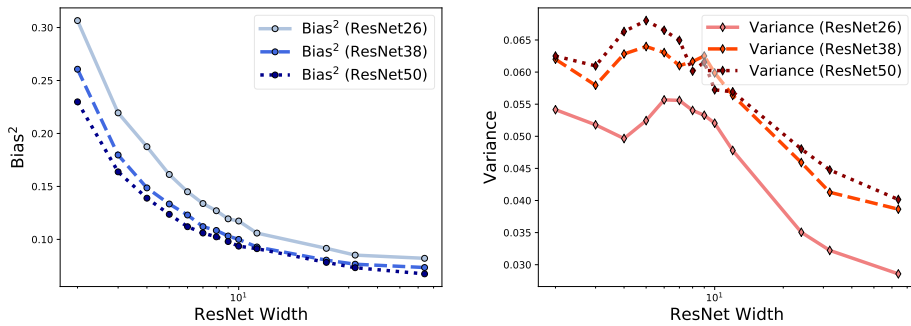 0.30
0.25
0.20
0.15
0.10
Bias²
Bias² (ResNet26)
Bias² (ResNet38)
Bias² (ResNet50)
10¹
ResNet Width
0.065
0.060
0.055
0.050
0.045
0.040
0.035
0.030
Variance
Variance (ResNet26)
Variance (ResNet38)
Variance (ResNet50)
10¹
ResNet Width